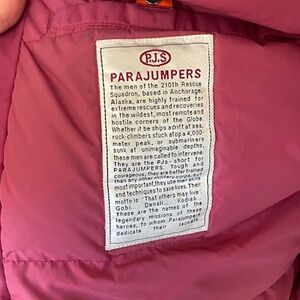 P.J.S
PARAJUMPERS
The men of the 210th Rescue
Squadron, based in Anchorage,
Alaska, are highly trained for
extreme rescues and recoveries
in the wildest, most remote and
hostile corners of the Globe.
Whether it be ships adrift at sea,
rock-climbers stuck atop a 4,000-
meter peak, or submariners
sunk at unimaginable depths,
these men are called to intervene.
They are the PJs - short for
PARAJUMPERS. Tough and
courageous, they are better trained
than any other military corps, but
most important, they use their skills
and techniques to save lives. Their
motto is: "That others may live".
Gobi... Denali... Kodiak...
These are the names of the
legendary missions of these
heroes, to whom Parajumpers
dedicate their jackets.